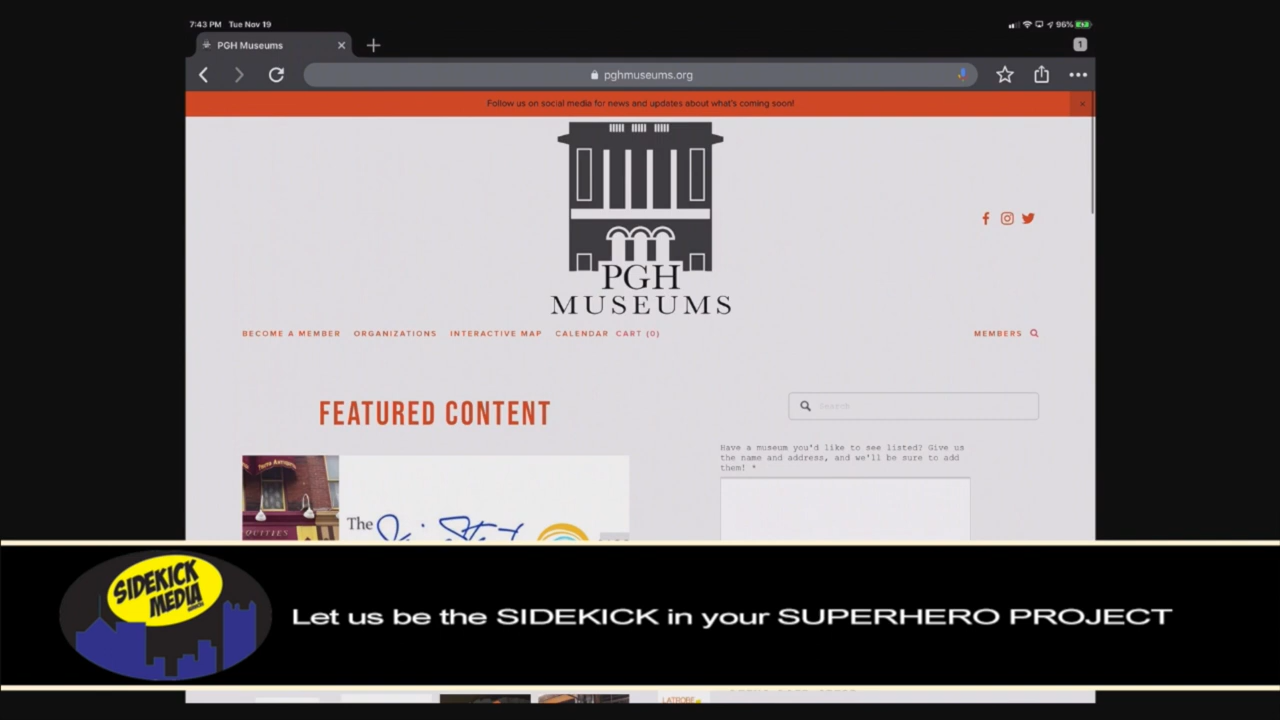 7:43 PM Tue Nov 19
96%
PGH Museums
1
pghmuseums.org
Follow us on social media for news and updates about what's coming soon!
PGH
MUSEUMS
BECOME A MEMBER ORGANIZATIONS INTERACTIVE MAP CALENDAR CART (0) MEMBERS
FEATURED CONTENT
Search
Have a museum you'd like to see listed? Give us
the name and address, and we'll be sure to add
them! *
The
SIDEKICK
MEDIA
Let us be the SIDEKICK in your SUPERHERO PROJECT
LATROBE